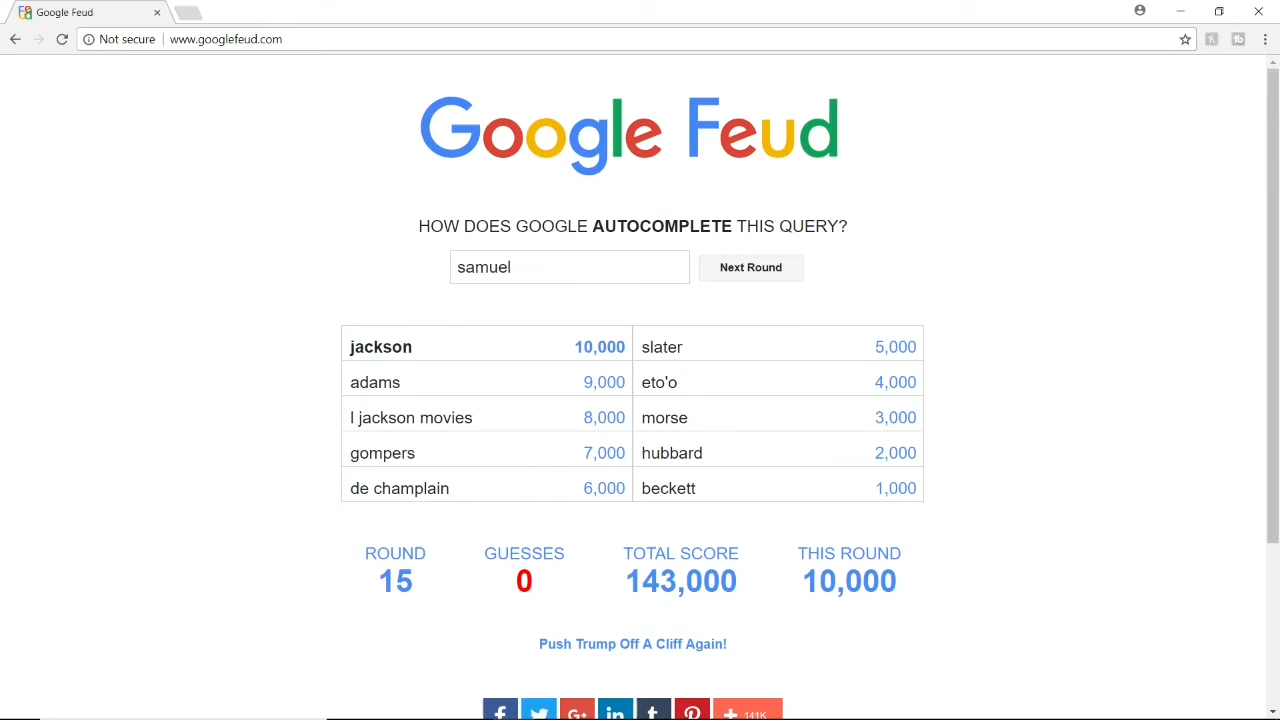 Google Feud
Not secure www.googlefeud.com
Google Feud
HOW DOES GOOGLE AUTOCOMPLETE THIS QUERY?
samuel Next Round
jackson 10,000 slater 5,000
adams 9,000 eto'o 4,000
l jackson movies 8,000 morse 3,000
gompers 7,000 hubbard 2,000
de champlain 6,000 beckett 1,000
ROUND GUESSES TOTAL SCORE THIS ROUND
15 0 143,000 10,000
Push Trump Off A Cliff Again!
141K